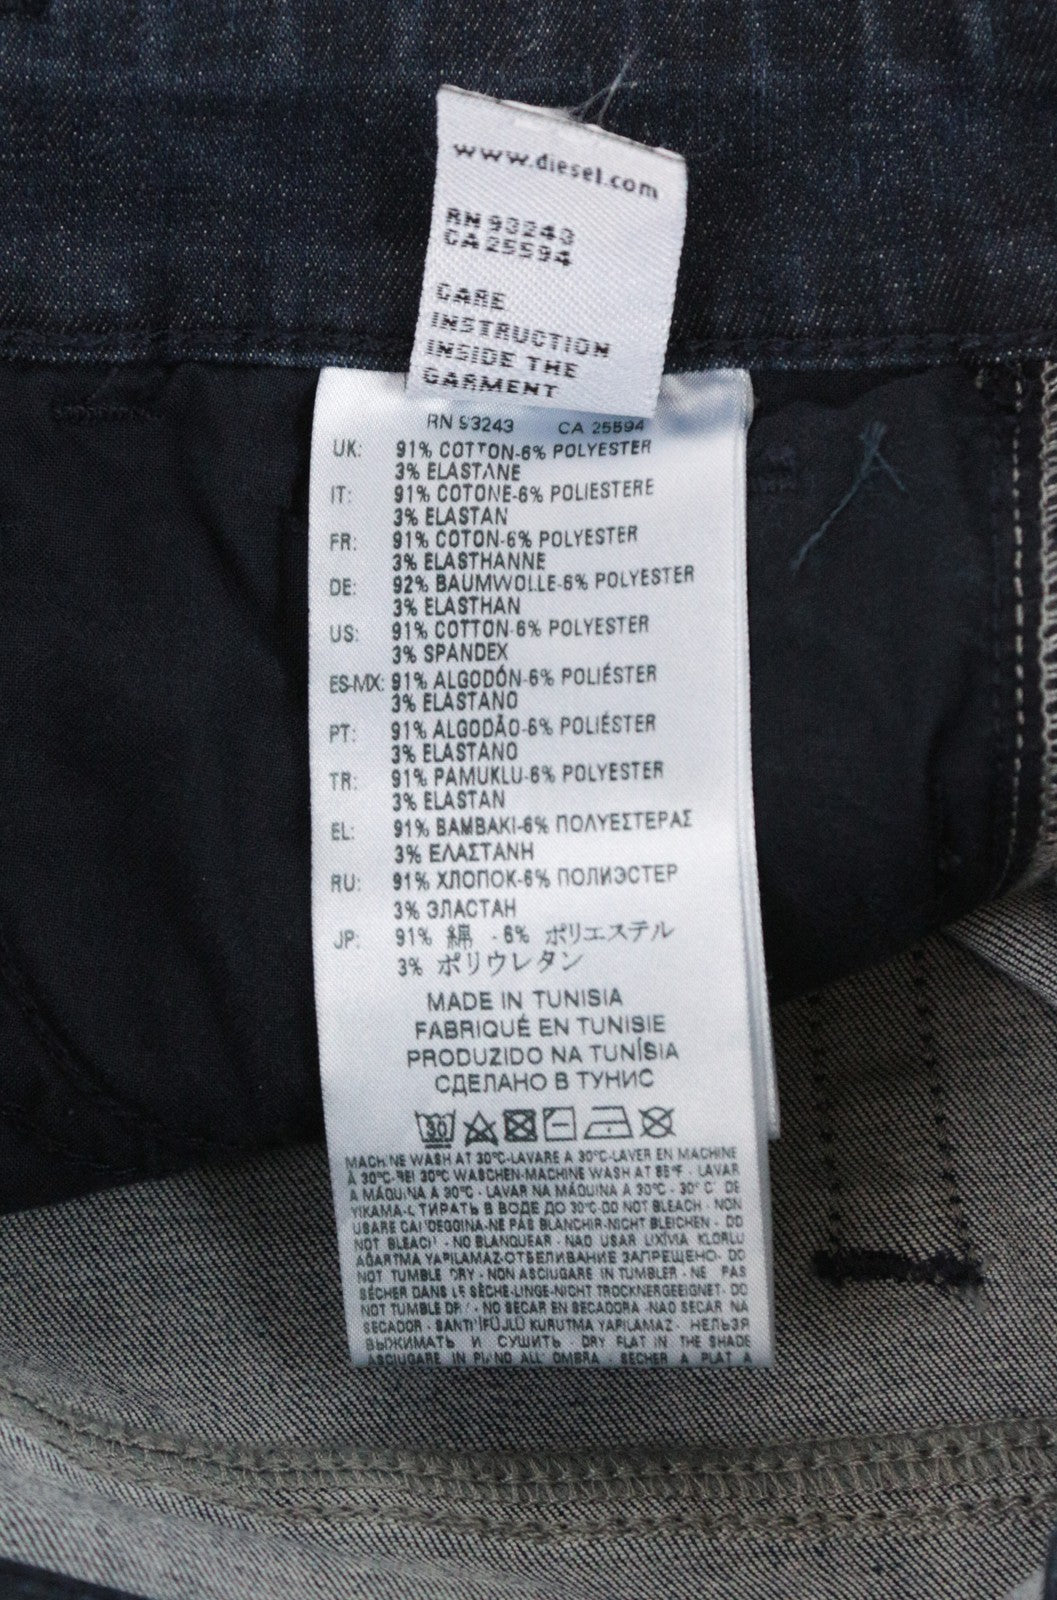 www.diesel.com
RN 93243
CA 25594
CARE
INSTRUCTION
INSIDE THE
GARMENT
RN 93243 CA 25594
UK: 91% COTTON-6% POLYESTER
3% ELASTANE
IT: 91% COTONE-6% POLIESTERE
3% ELASTAN
FR: 91% COTON-6% POLYESTER
3% ELASTHANNE
DE: 92% BAUMWOLLE-6% POLYESTER
3% ELASTHAN
US: 91% COTTON-6% POLYESTER
3% SPANDEX
ES-MX: 91% ALGODÓN-6% POLIÉSTER
3% ELASTANO
PT: 91% ALGODÃO-6% POLIÉSTER
3% ELASTANO
TR: 91% PAMUKLU-6% POLYESTER
3% ELASTAN
EL: 91% ΒΑΜΒΑΚΙ-6% ΠΟΛΥΕΣΤΕΡΑΣ
3% ΕΛΑΣΤΑΝΗ
RU: 91% ХЛОПОК-6% ПОЛИЭСТЕР
3% ЭЛАСТАН
JP: 91% 綿 -6% ポリエステル
3% ポリウレタン
MADE IN TUNISIA
FABRIQUÉ EN TUNISIE
PRODUZIDO NA TUNÍSIA
СДЕЛАНО В ТУНИС
30
MACHINE WASH AT 30°C-LAVARE A 30°C-LAVER EN MACHINE
À 30°C-BEI 30°C WASCHEN-MACHINE WASH AT 85°F - LAVAR
A MÁQUINA A 30°C - LAVAR NA MÁQUINA A 30°C - 30° C' DE
YIKAMA- СТИРАТЬ В ВОДЕ ДО 30°C-DO NOT BLEACH - NON
USARE CANDEGGINA-NE PAS BLANCHIR-NICHT BLEICHEN - DO
NOT BLEACH - NO BLANQUEAR - NAO USAR LIXIVIA KLORLU
AĞARTMA YAPILAMAZ-ОТБЕЛИВАНИЕ ЗАПРЕЩЕНО- DO
NOT TUMBLE DRY - NON ASCIUGARE IN TUMBLER - NE PAS
SÉCHER DANS LE SÈCHE-LINGE-NICHT TROCKNERGEEIGNET- DO
NOT TUMBLE DRY - NO SECAR EN SECADORA -NAO SECAR NA
SECADOR - SANTRİFÜJLÜ KURUTMA YAPILAMAZ - НЕЛЬЗЯ
ВЫЖИМАТЬ И СУШИТЬ - DRY FLAT IN THE SHADE
ASCIUGARE IN PIANO ALL' OMBRA - SECHER A PLAT A